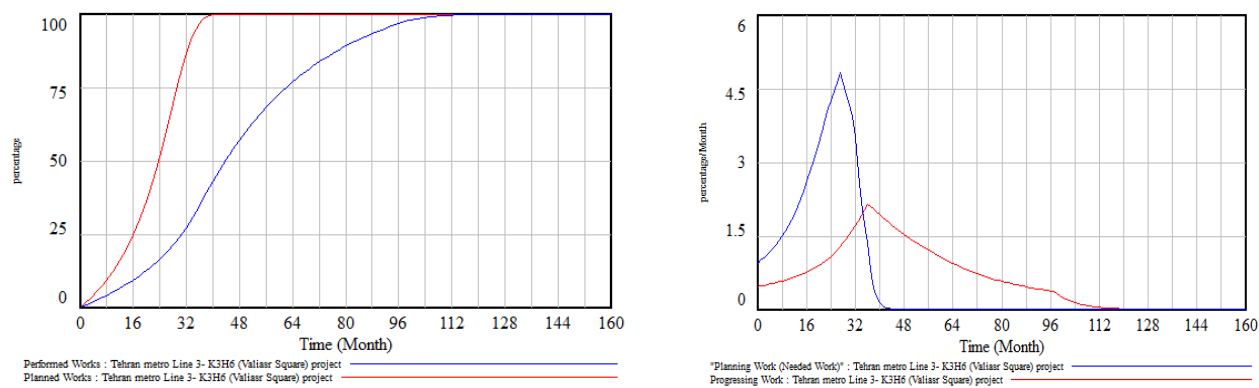 100
75
50
25
0
percentage
0 16 32 48 64 80 96 112 128 144 160
Time (Month)
Performed Works : Tehran metro Line 3- K3H6 (Valiasr Square) project
Planned Works : Tehran metro Line 3- K3H6 (Valiasr Square) project
6
4.5
3
1.5
0
percentage/Month
0 16 32 48 64 80 96 112 128 144 160
Time (Month)
"Planning Work (Needed Work)" : Tehran metro Line 3- K3H6 (Valiasr Square) project
Progressing Work : Tehran metro Line 3- K3H6 (Valiasr Square) project